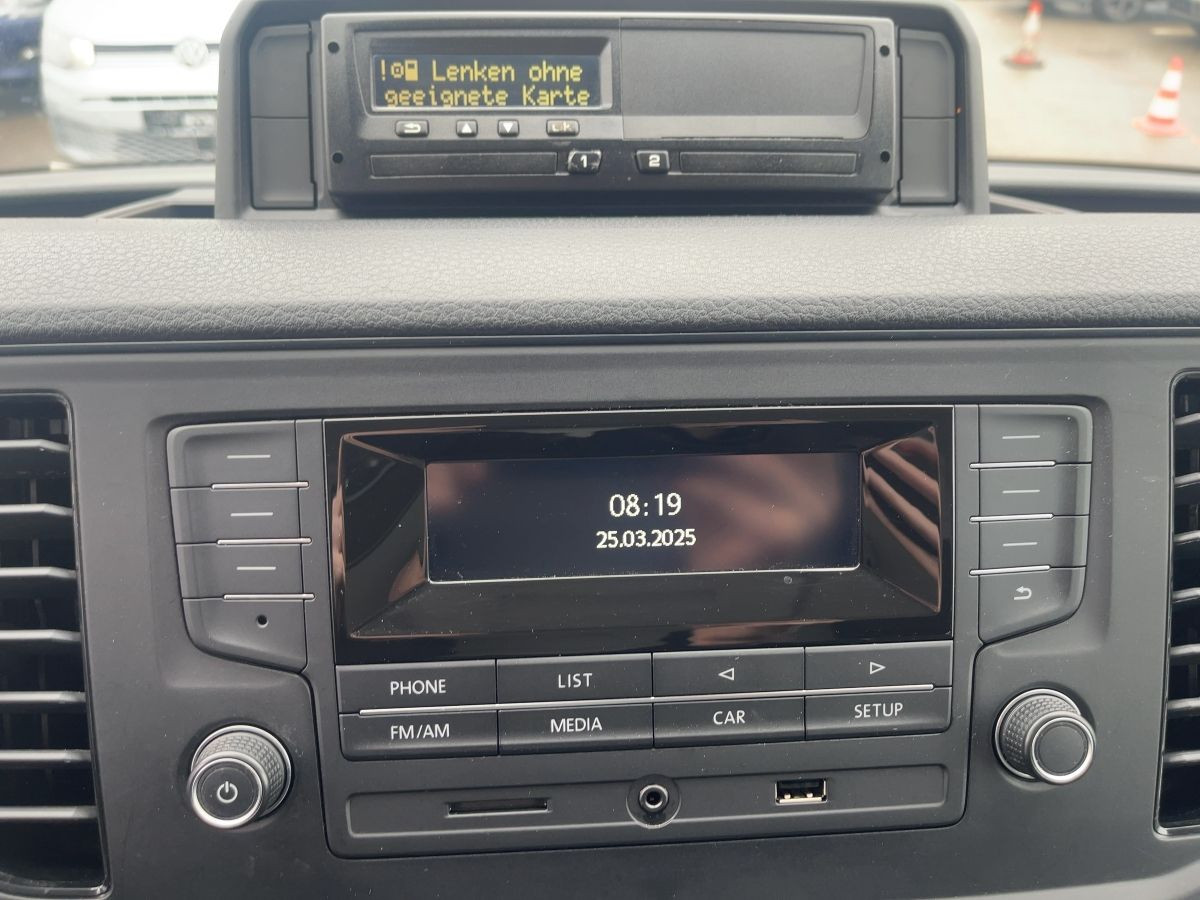 ! Lenken ohne
geeignete Karte
OK
1
2
08:19
25.03.2025
PHONE
LIST
FM/AM
MEDIA
CAR
SETUP